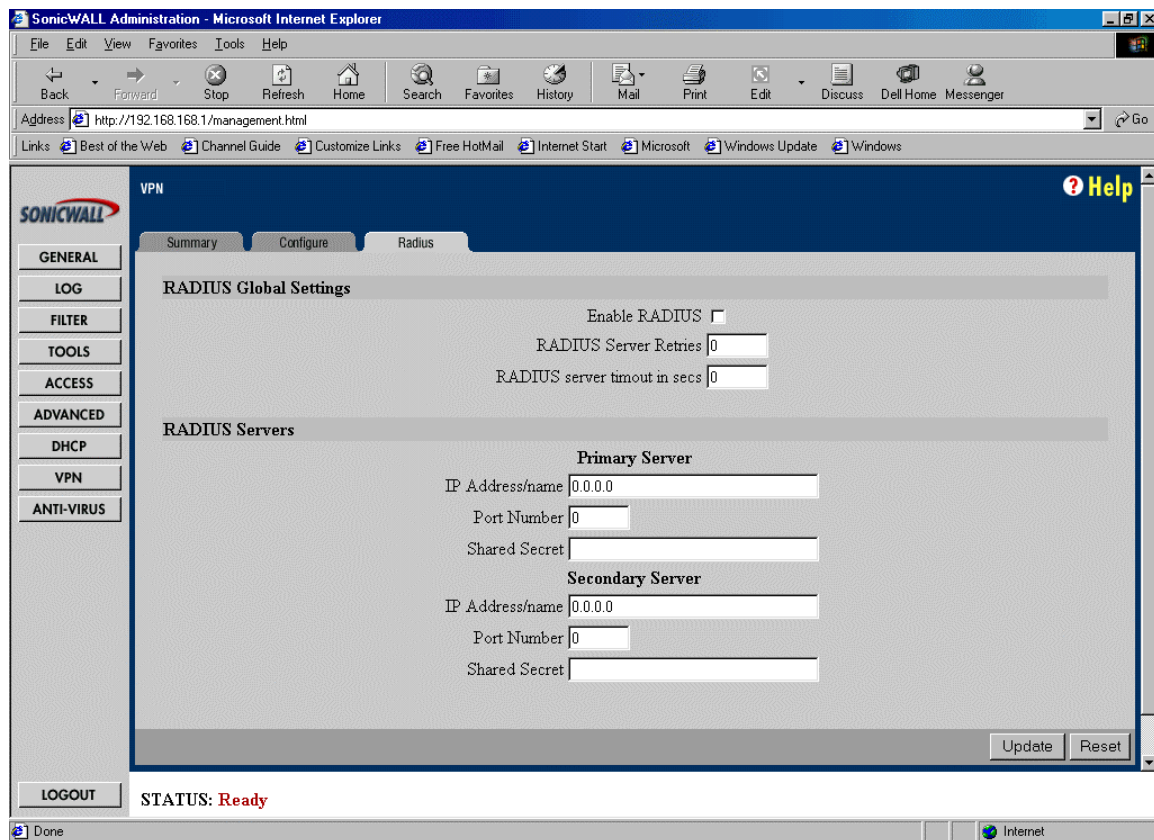 SonicWALL Administration - Microsoft Internet Explorer
File Edit View Favorites Tools Help
Back Forward Stop Refresh Home Search Favorites History Mail Print Edit Discuss Dell Home Messenger
Address http://192.168.168.1/management.html Go
Links Best of the Web Channel Guide Customize Links Free HotMail Internet Start Microsoft Windows Update Windows
SONICWALL
VPN
? Help
Summary Configure Radius
GENERAL
LOG
FILTER
TOOLS
ACCESS
ADVANCED
DHCP
VPN
ANTI-VIRUS
RADIUS Global Settings
Enable RADIUS
RADIUS Server Retries 0
RADIUS server timout in secs 0
RADIUS Servers
Primary Server
IP Address/name 0.0.0.0
Port Number 0
Shared Secret
Secondary Server
IP Address/name 0.0.0.0
Port Number 0
Shared Secret
Update Reset
LOGOUT
STATUS: Ready
Done Internet